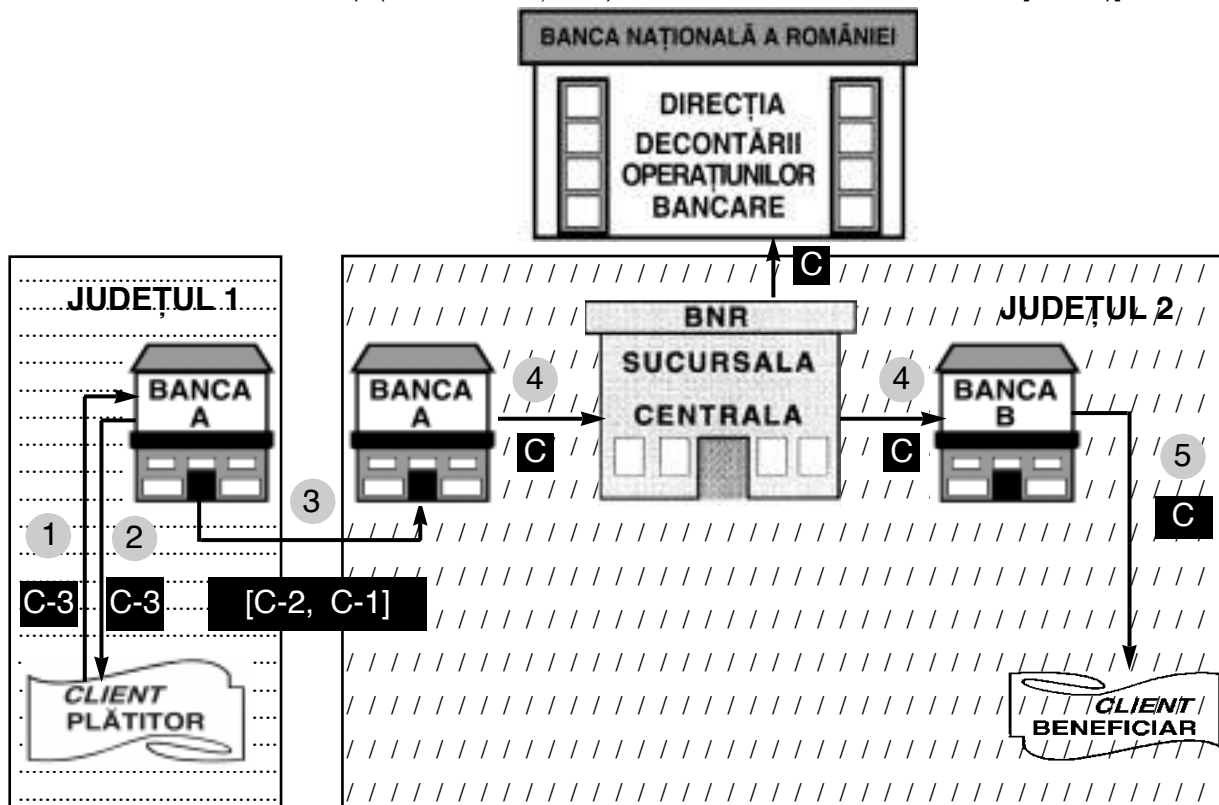 BANCA NAȚIONALĂ A ROMÂNIEI
DIRECȚIA
DECONTĂRII
OPERAȚIUNILOR
BANCARE
C
JUDEȚUL 1
BNR
JUDEȚUL 2
SUCURSALA
CENTRALA
BANCA
A
BANCA
A
4
C
4
C
BANCA
B
5
C
1
2
3
C-3
C-3
[C-2, C-1]
CLIENT
PLĂTITOR
CLIENT
BENEFICIAR